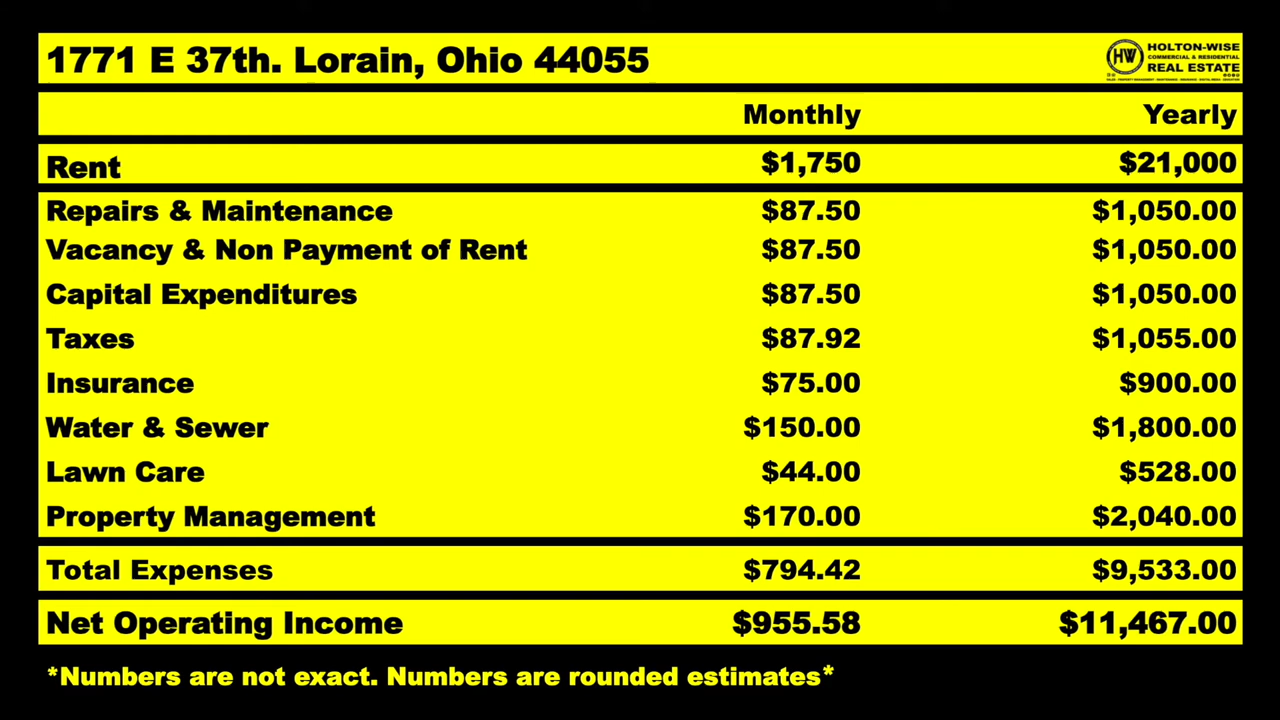 1771 E 37th. Lorain, Ohio 44055
HW
HOLTON-WISE
COMMERCIAL & RESIDENTIAL
REAL ESTATE
Monthly Yearly
Rent $1,750 $21,000
Repairs & Maintenance $87.50 $1,050.00
Vacancy & Non Payment of Rent $87.50 $1,050.00
Capital Expenditures $87.50 $1,050.00
Taxes $87.92 $1,055.00
Insurance $75.00 $900.00
Water & Sewer $150.00 $1,800.00
Lawn Care $44.00 $528.00
Property Management $170.00 $2,040.00
Total Expenses $794.42 $9,533.00
Net Operating Income $955.58 $11,467.00
*Numbers are not exact. Numbers are rounded estimates*